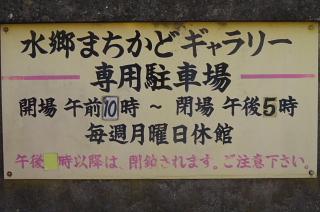 水郷まちかどギャラリー
専用駐車場
開場 午前10時 ~ 閉場 午後5時
毎週月曜日休館
午後 時以降は、閉鎖されます。ご注意下さい。